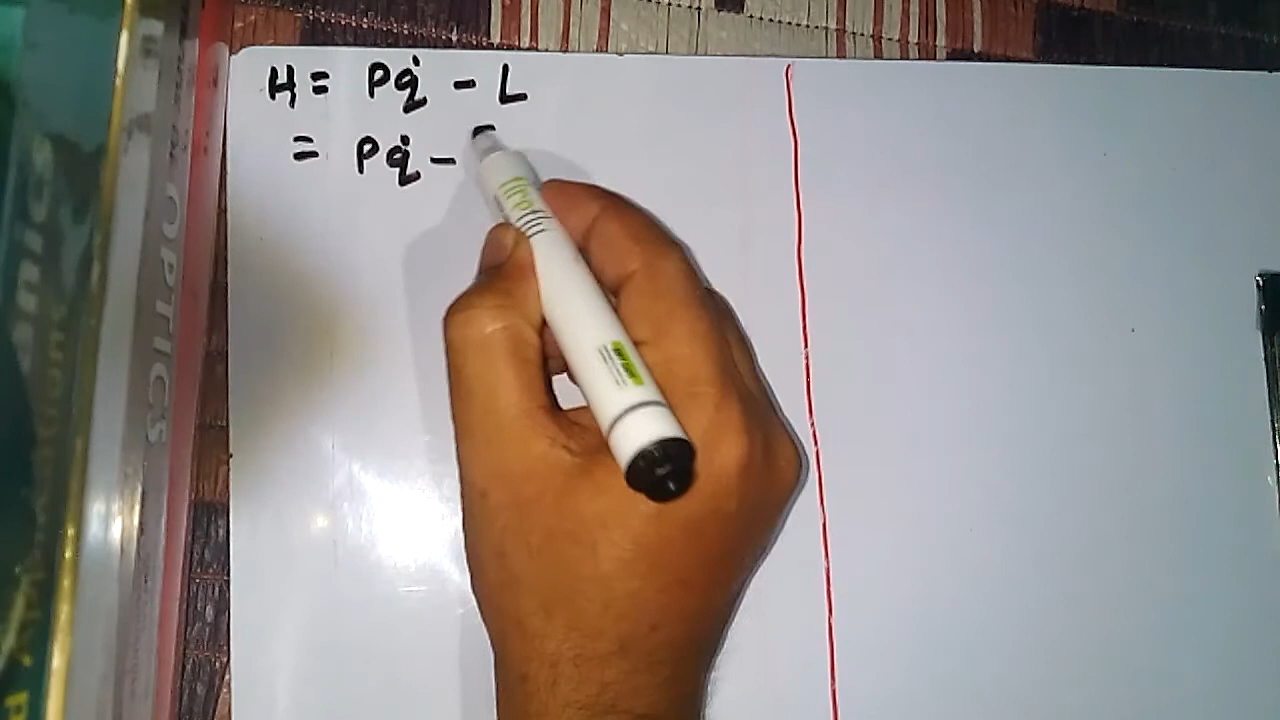 H = Pq̇ - L
= Pq̇ -
OPTICS